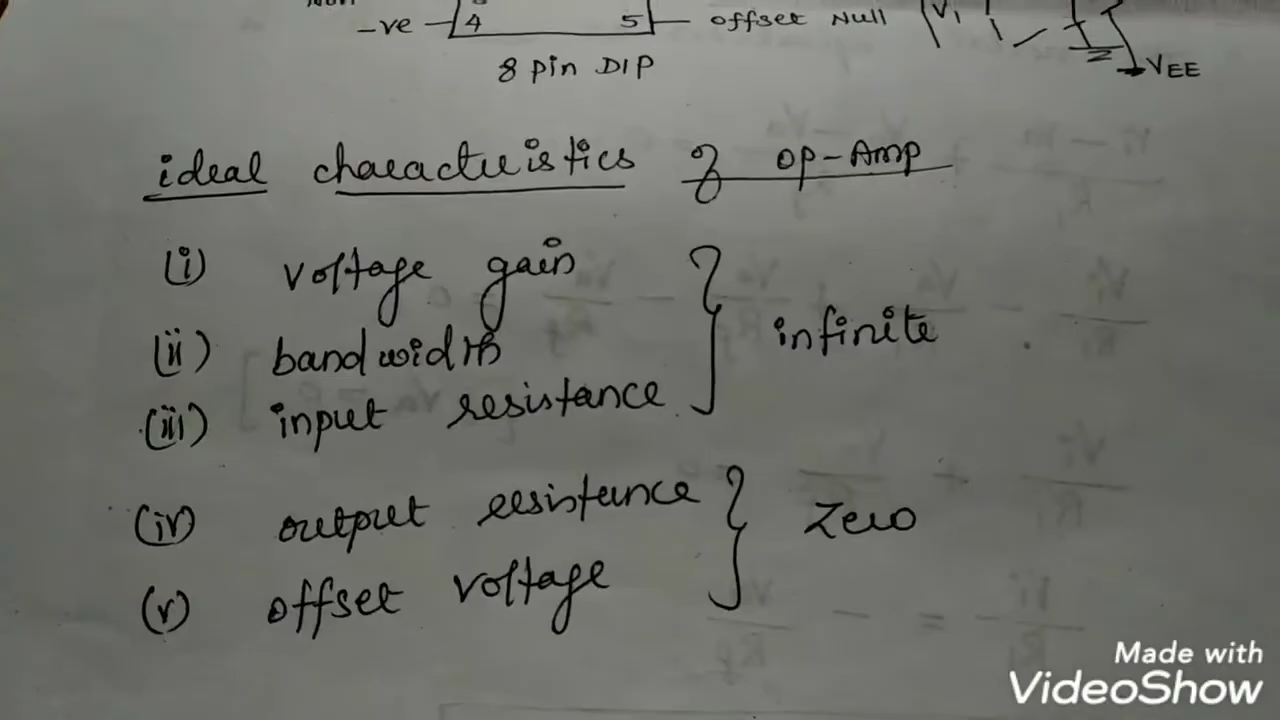 -ve 4 5 offset Null V1
8 pin DIP VEE
ideal characteristics of OP-Amp
(i) voltage gain
(ii) bandwidth } infinite
(iii) input resistance
(iv) output resistance } Zero
(v) offset voltage
Made with
VideoShow